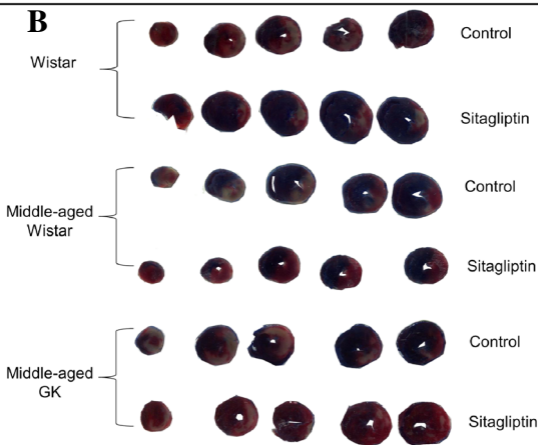 B
Wistar
Control
Sitagliptin
Middle-aged
Wistar
Control
Sitagliptin
Middle-aged
GK
Control
Sitagliptin